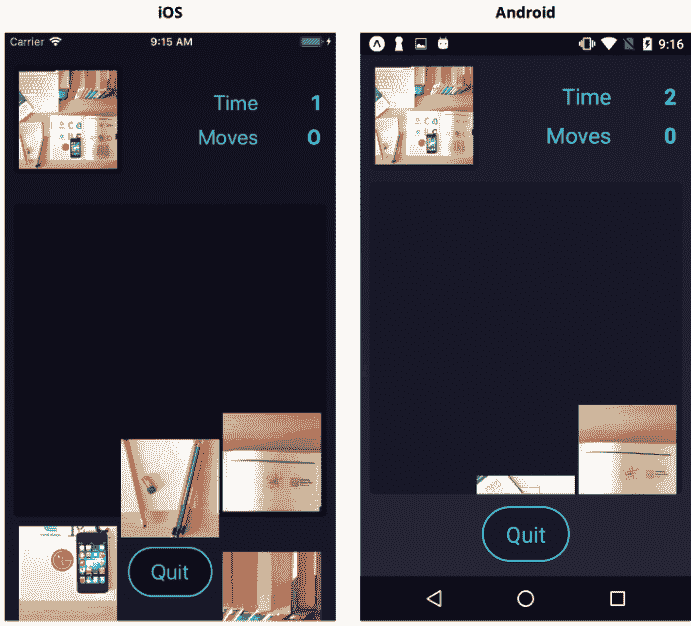 iOS
Android
Carrier
9:15 AM
9:16
Time 1
Moves 0
Time 2
Moves 0
Quit
Quit